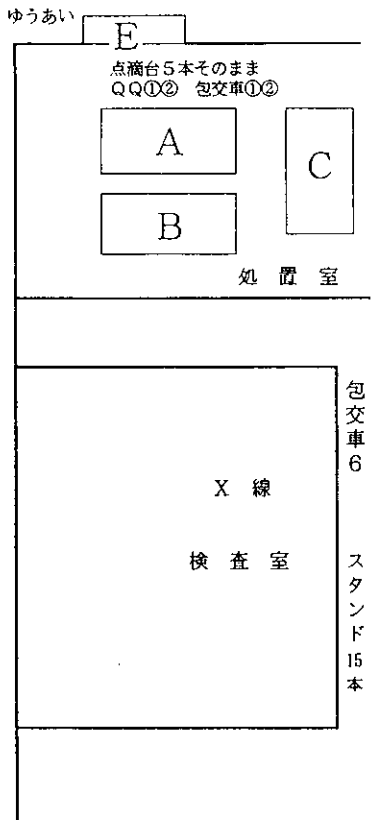 ゆうあい
E
点滴台5本そのまま
QQ①② 包交車①②
A
C
B
処置室
包交車6
X線
検査室
スタンド15本